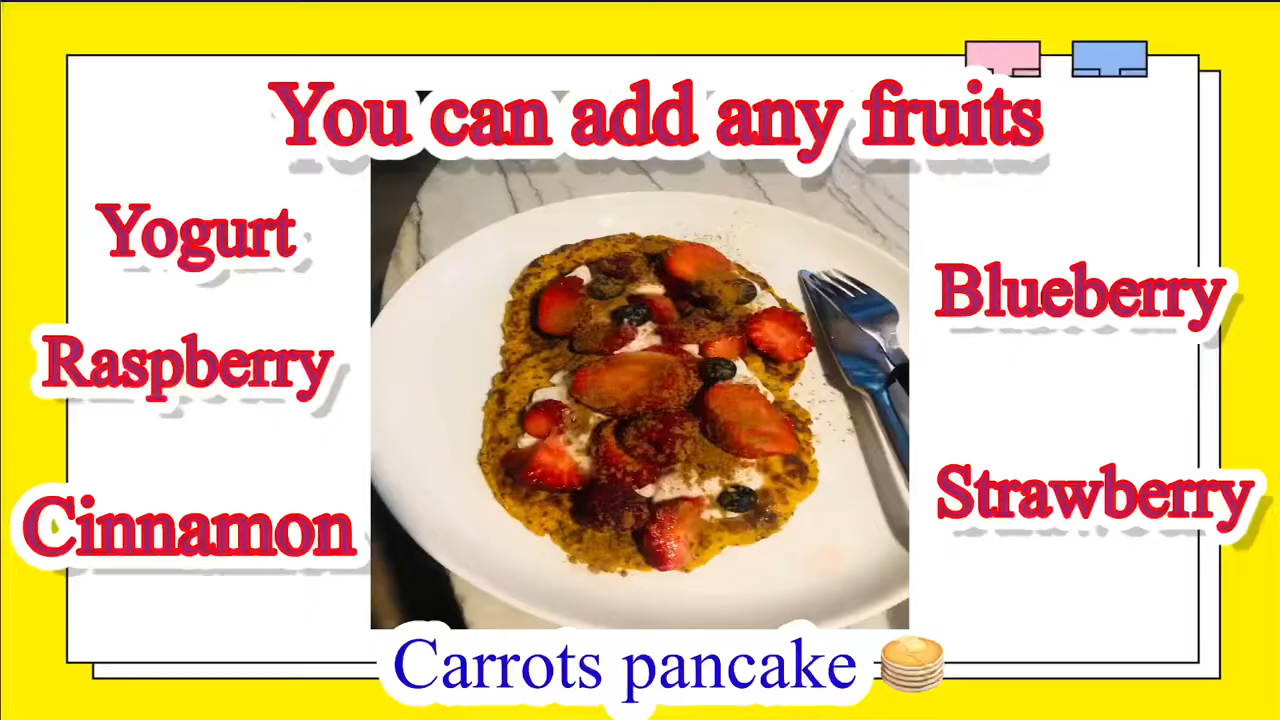 You can add any fruits
Yogurt
Blueberry
Raspberry
Strawberry
Cinnamon
Carrots pancake 🥞